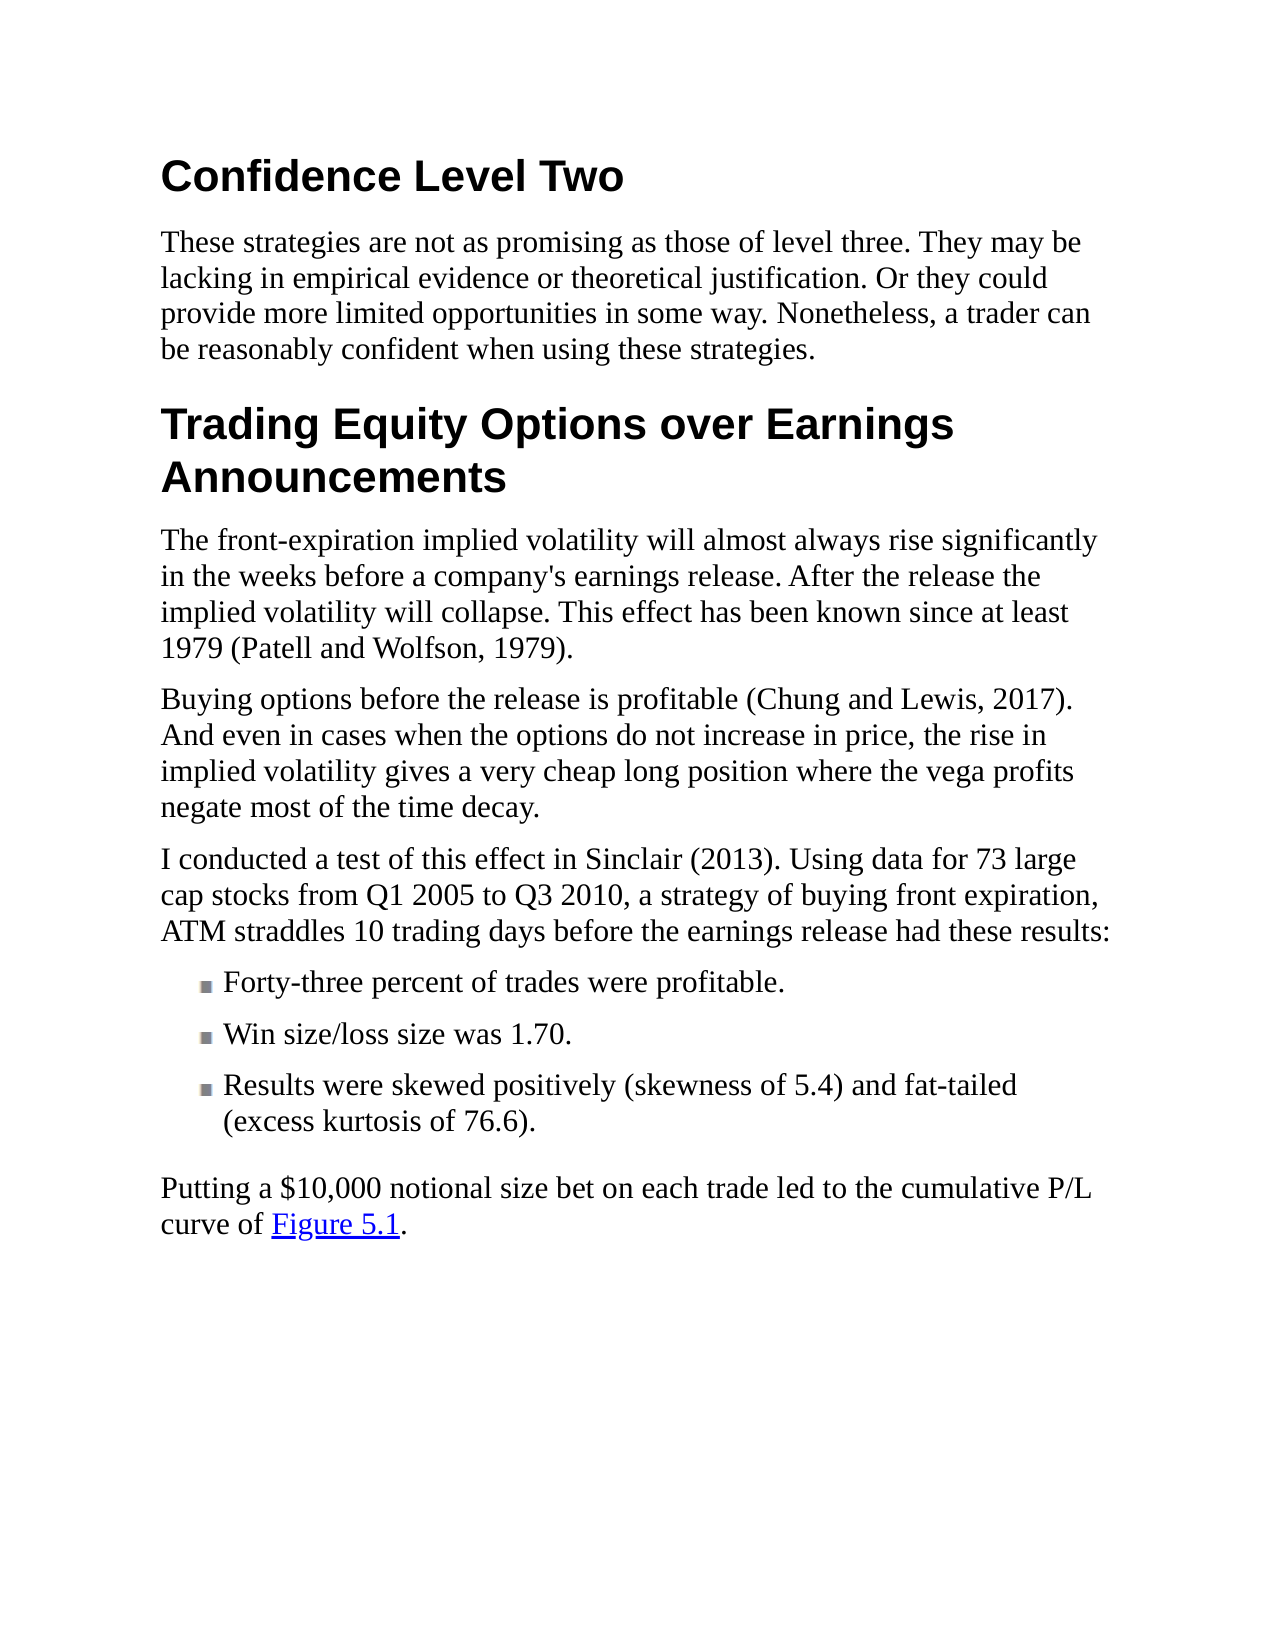 Confidence Level Two
These strategies are not as promising as those of level three. They may be
lacking in empirical evidence or theoretical justification. Or they could
provide more limited opportunities in some way. Nonetheless, a trader can
be reasonably confident when using these strategies.
Trading Equity Options over Earnings
Announcements
The front-expiration implied volatility will almost always rise significantly
in the weeks before a company's earnings release. After the release the
implied volatility will collapse. This effect has been known since at least
1979 (Patell and Wolfson, 1979).
Buying options before the release is profitable (Chung and Lewis, 2017).
And even in cases when the options do not increase in price, the rise in
implied volatility gives a very cheap long position where the vega profits
negate most of the time decay.
I conducted a test of this effect in Sinclair (2013). Using data for 73 large
cap stocks from Q1 2005 to Q3 2010, a strategy of buying front expiration,
ATM straddles 10 trading days before the earnings release had these results:
Forty-three percent of trades were profitable.
Win size/loss size was 1.70.
Results were skewed positively (skewness of 5.4) and fat-tailed
(excess kurtosis of 76.6).
Putting a $10,000 notional size bet on each trade led to the cumulative P/L
curve of Figure 5.1.